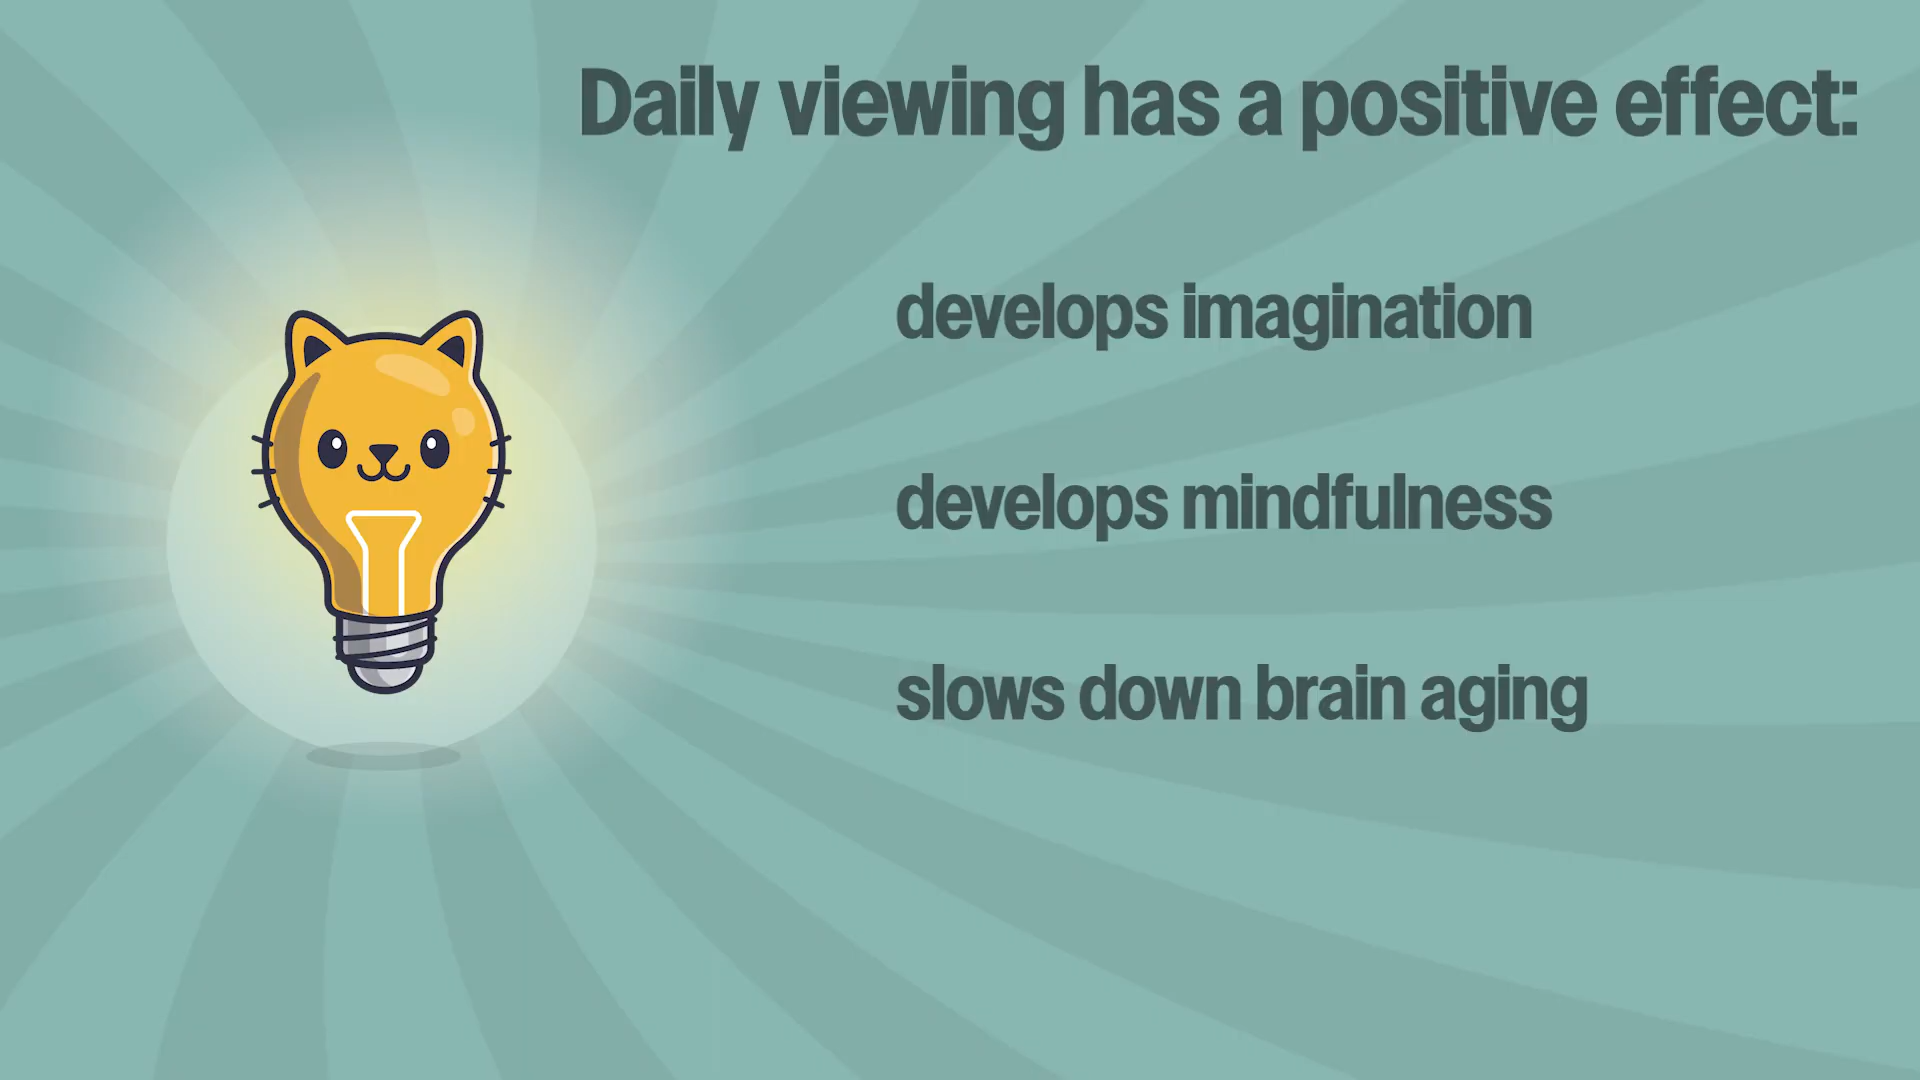 Daily viewing has a positive effect:
develops imagination
develops mindfulness
slows down brain aging